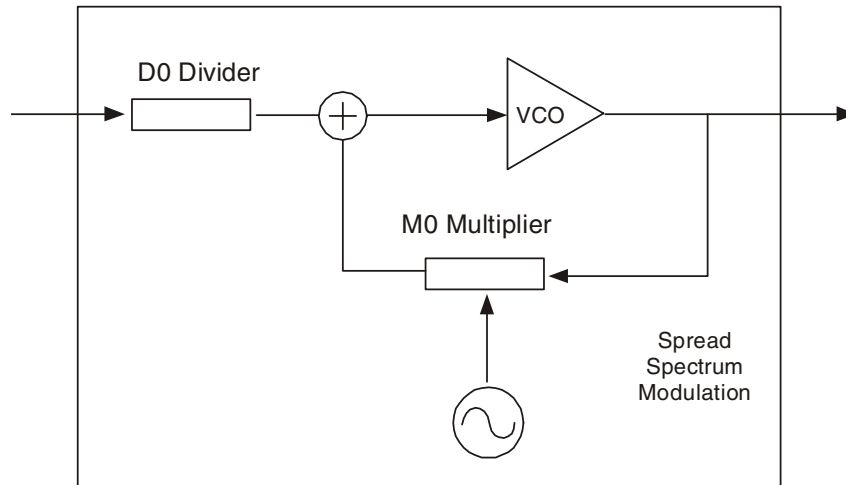 D0 Divider
VCO
M0 Multiplier
Spread
Spectrum
Modulation